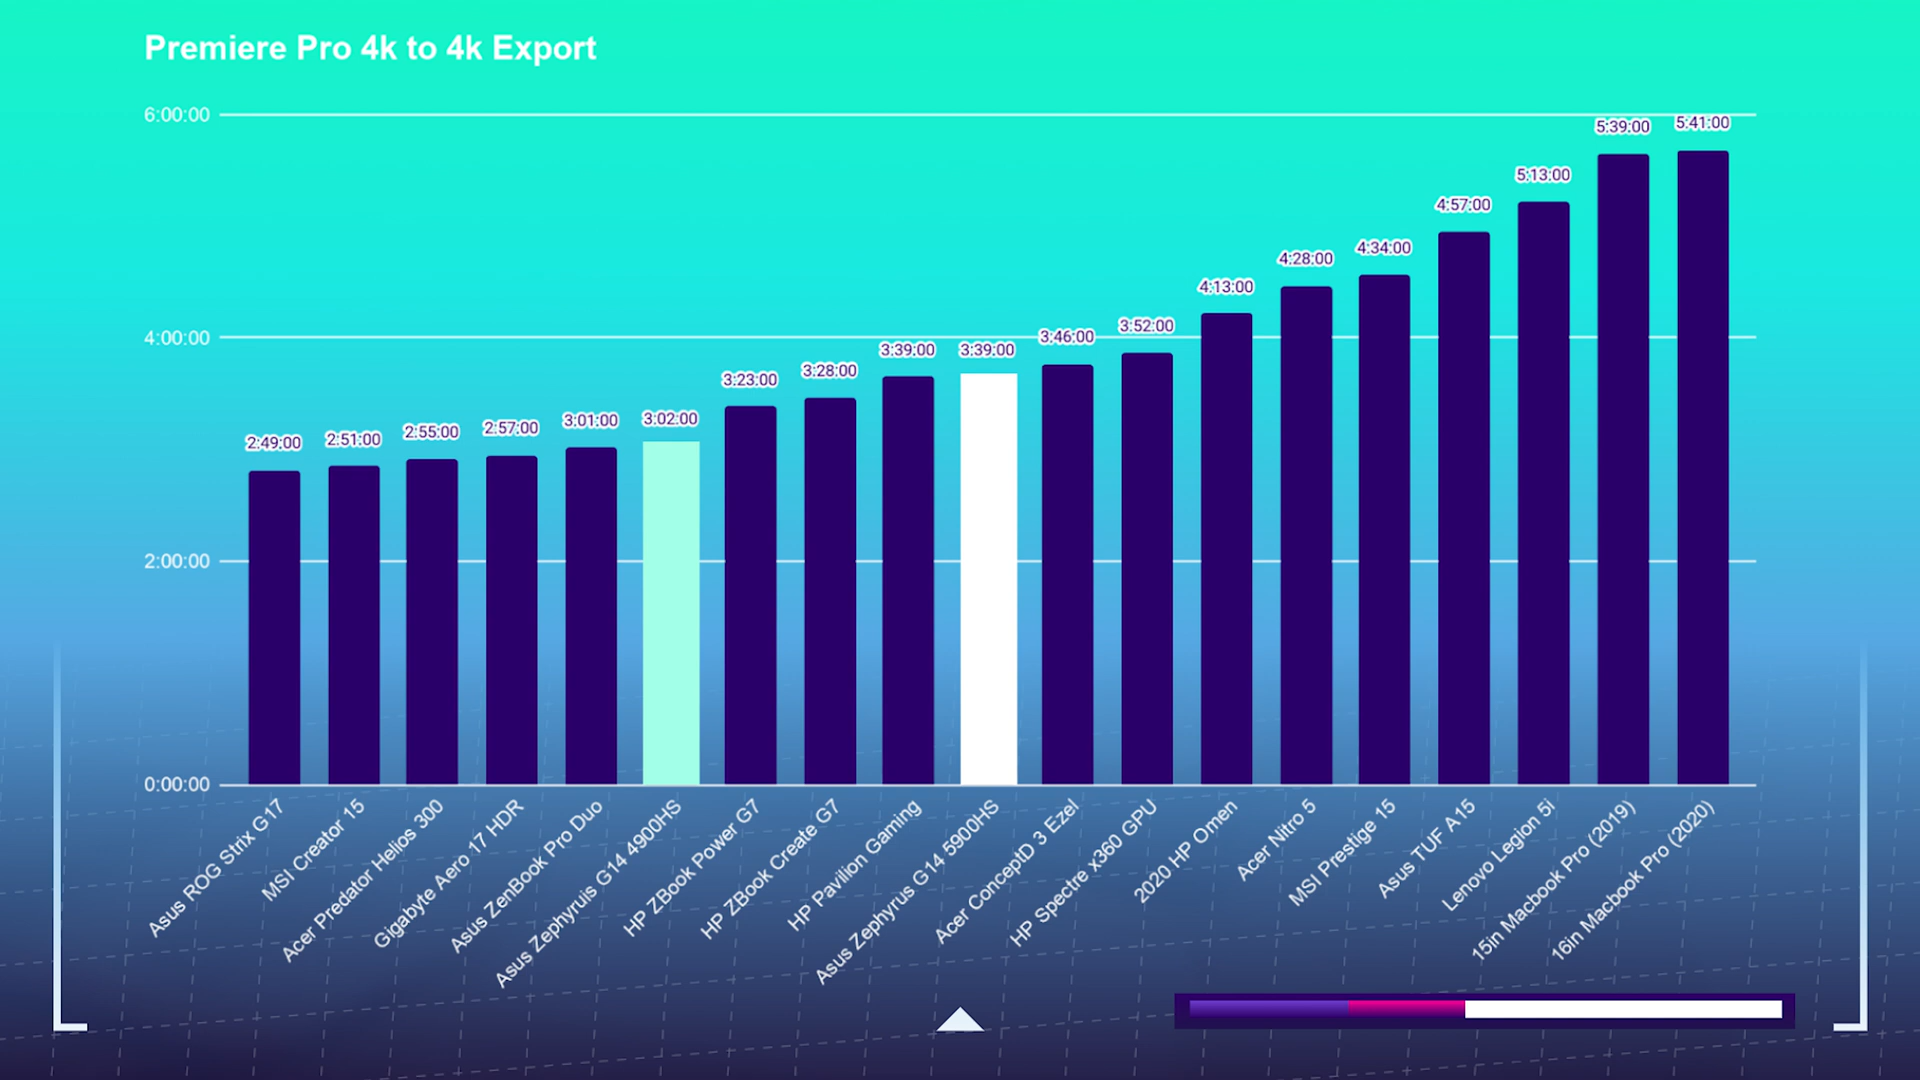 Premiere Pro 4k to 4k Export
6:00:00
4:00:00
2:00:00
0:00:00
2:49:00
2:51:00
2:55:00
2:57:00
3:01:00
3:02:00
3:23:00
3:28:00
3:39:00
3:39:00
3:46:00
3:52:00
4:13:00
4:28:00
4:34:00
4:57:00
5:13:00
5:39:00
5:41:00
Asus ROG Strix G17
MSI Creator 15
Acer Predator Helios 300
Gigabyte Aero 17 HDR
Asus ZenBook Pro Duo
Asus Zephyruis G14 4900HS
HP ZBook Power G7
HP ZBook Create G7
HP Pavilion Gaming
Asus Zephyrus G14 5900HS
Acer ConceptD 3 Ezel
HP Spectre x360 GPU
2020 HP Omen
Acer Nitro 5
MSI Prestige 15
Asus TUF A15
Lenovo Legion 5i
15in Macbook Pro (2019)
16in Macbook Pro (2020)